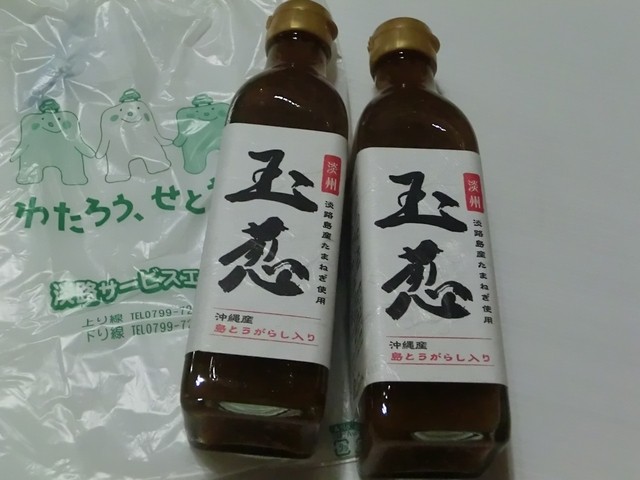 わたろう、せと
淡路サービスエ
上り線 TEL0799-72
下り線 TEL0799-7
淡州
玉葱
淡路島産たまねぎ使用
沖縄産
島とうがらし入り
淡州
玉葱
淡路島産たまねぎ使用
沖縄産
島とうがらし入り